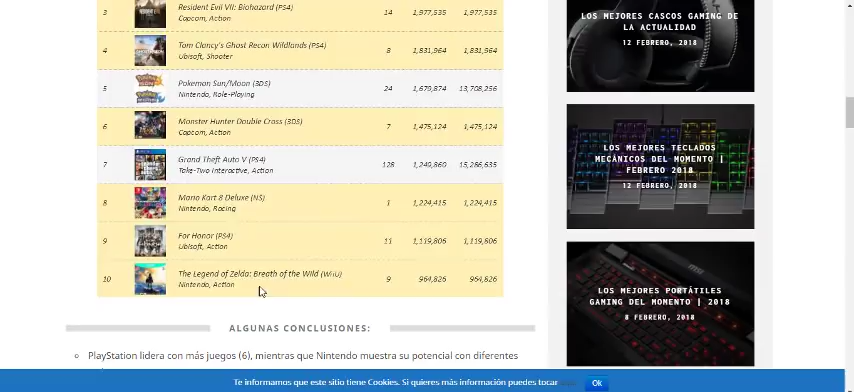 3 Resident Evil VII: Biohazard (PS4) 14 1,977,535 1,977,535
Capcom, Action
4 Tom Clancy's Ghost Recon Wildlands (PS4) 8 1,831,964 1,831,964
Ubisoft, Shooter
5 Pokemon Sun/Moon (3DS) 24 1,679,874 13,708,256
Nintendo, Role-Playing
6 Monster Hunter Double Cross (3DS) 7 1,475,124 1,475,124
Capcom, Action
7 Grand Theft Auto V (PS4) 128 1,249,860 15,286,635
Take-Two Interactive, Action
8 Mario Kart 8 Deluxe (NS) 1 1,224,415 1,224,415
Nintendo, Racing
9 For Honor (PS4) 11 1,119,806 1,119,806
Ubisoft, Action
10 The Legend of Zelda: Breath of the Wild (WiiU) 9 964,826 964,826
Nintendo, Action
ALGUNAS CONCLUSIONES:
PlayStation lidera con más juegos (6), mientras que Nintendo muestra su potencial con diferentes
LOS MEJORES CASCOS GAMING DE
LA ACTUALIDAD
12 FEBRERO, 2018
LOS MEJORES TECLADOS
MECÁNICOS DEL MOMENTO |
FEBRERO 2018
12 FEBRERO, 2018
LOS MEJORES PORTÁTILES
GAMING DEL MOMENTO | 2018
8 FEBRERO, 2018
Te informamos que este sitio tiene Cookies. Si quieres más información puedes tocar
Ok